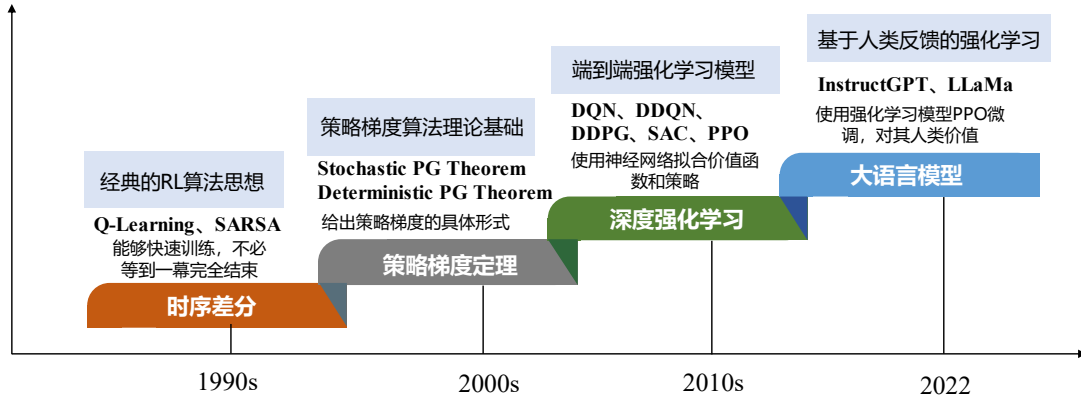 经典的RL算法思想
Q-Learning、SARSA
能够快速训练，不必
等到一幕完全结束
时序差分
1990s
策略梯度算法理论基础
Stochastic PG Theorem
Deterministic PG Theorem
给出策略梯度的具体形式
策略梯度定理
2000s
端到端强化学习模型
DQN、DDQN、
DDPG、SAC、PPO
使用神经网络拟合价值函
数和策略
深度强化学习
2010s
基于人类反馈的强化学习
InstructGPT、LLaMa
使用强化学习模型PPO微
调，对其人类价值
大语言模型
2022